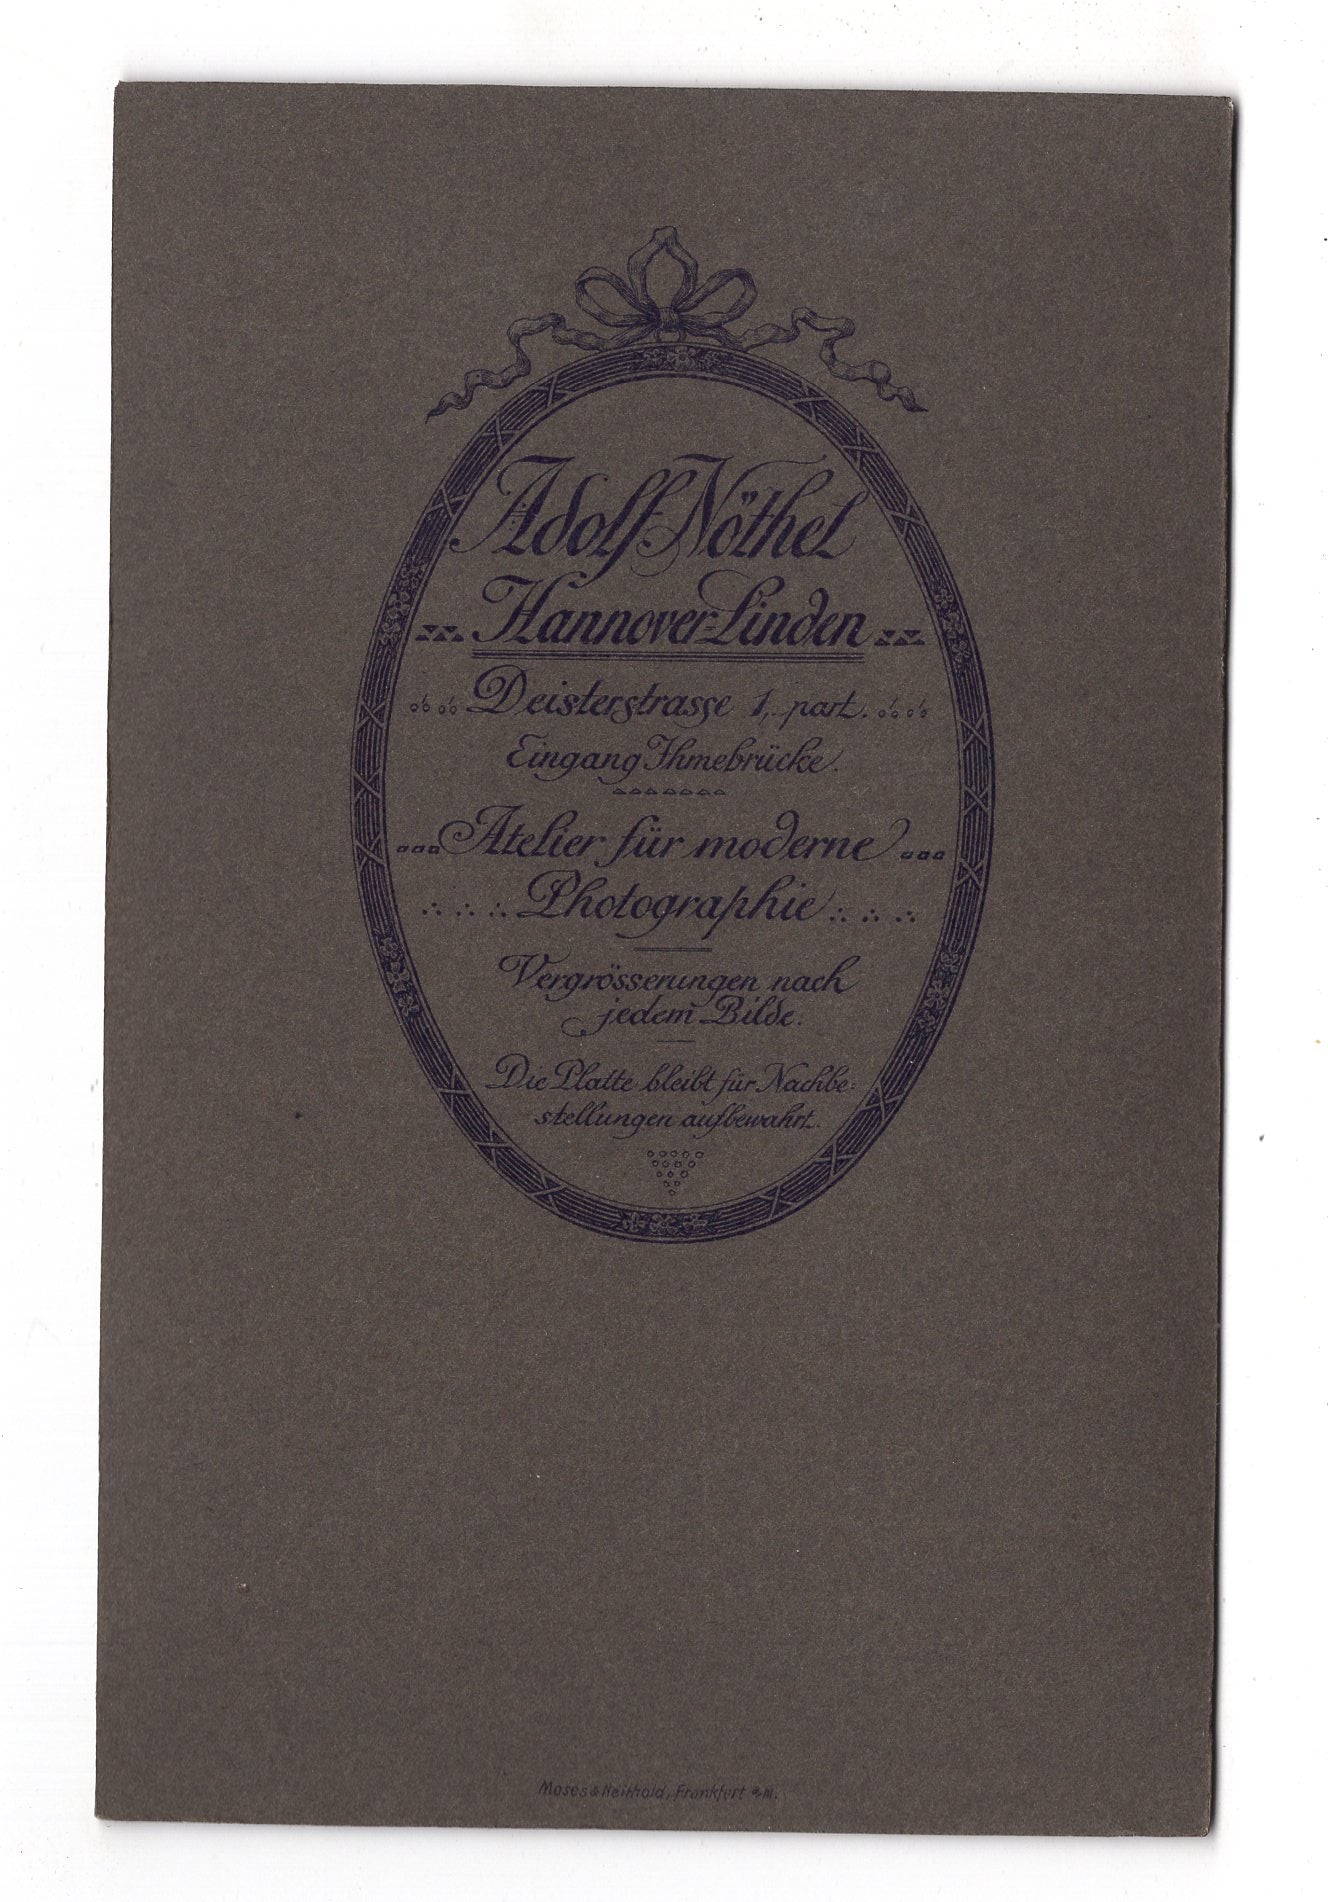 Adolf Nöthel
Hannover-Linden
Deisterstrasse 1, part.
Eingang Ihmebrücke.
Atelier für moderne
Photographie
Vergrösserungen nach
jedem Bilde.
Die Platte bleibt für Nachbe-
stellungen aufbewahrt.
Moses & Neithold, Frankfurt a/M.